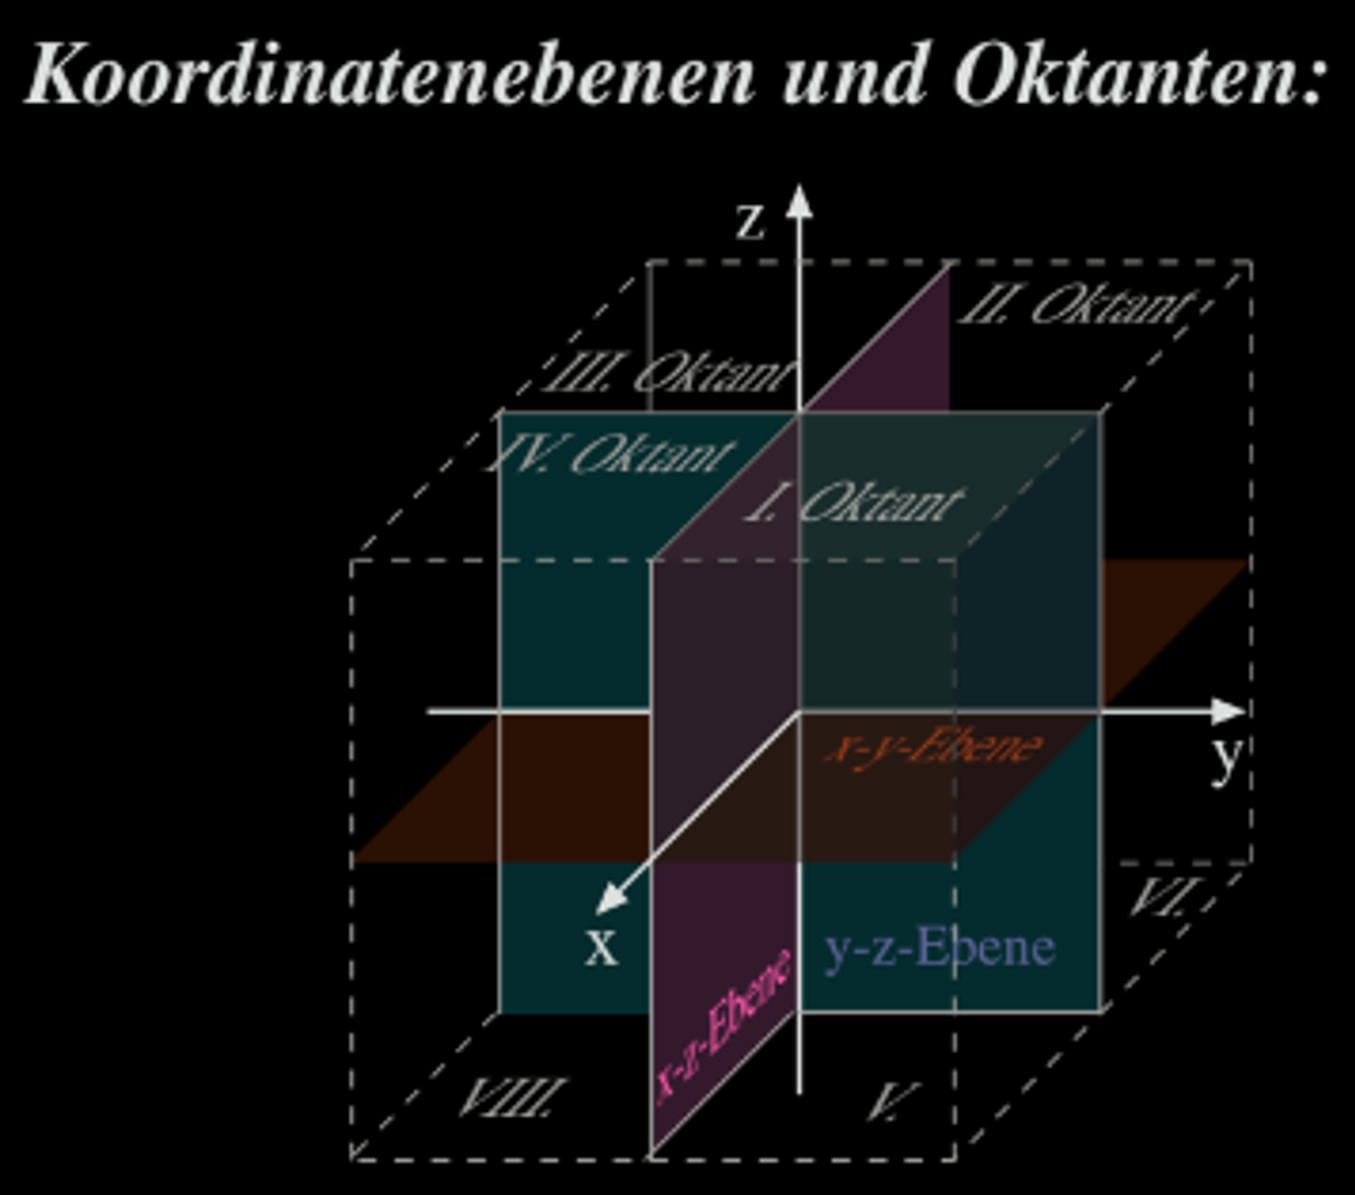 Koordinatenebenen und Oktanten:
z
II. Oktant
III. Oktant
IV. Oktant
I. Oktant
x-y-Ebene
y
VI.
x
y-z-Ebene
x-z-Ebene
VIII.
V.